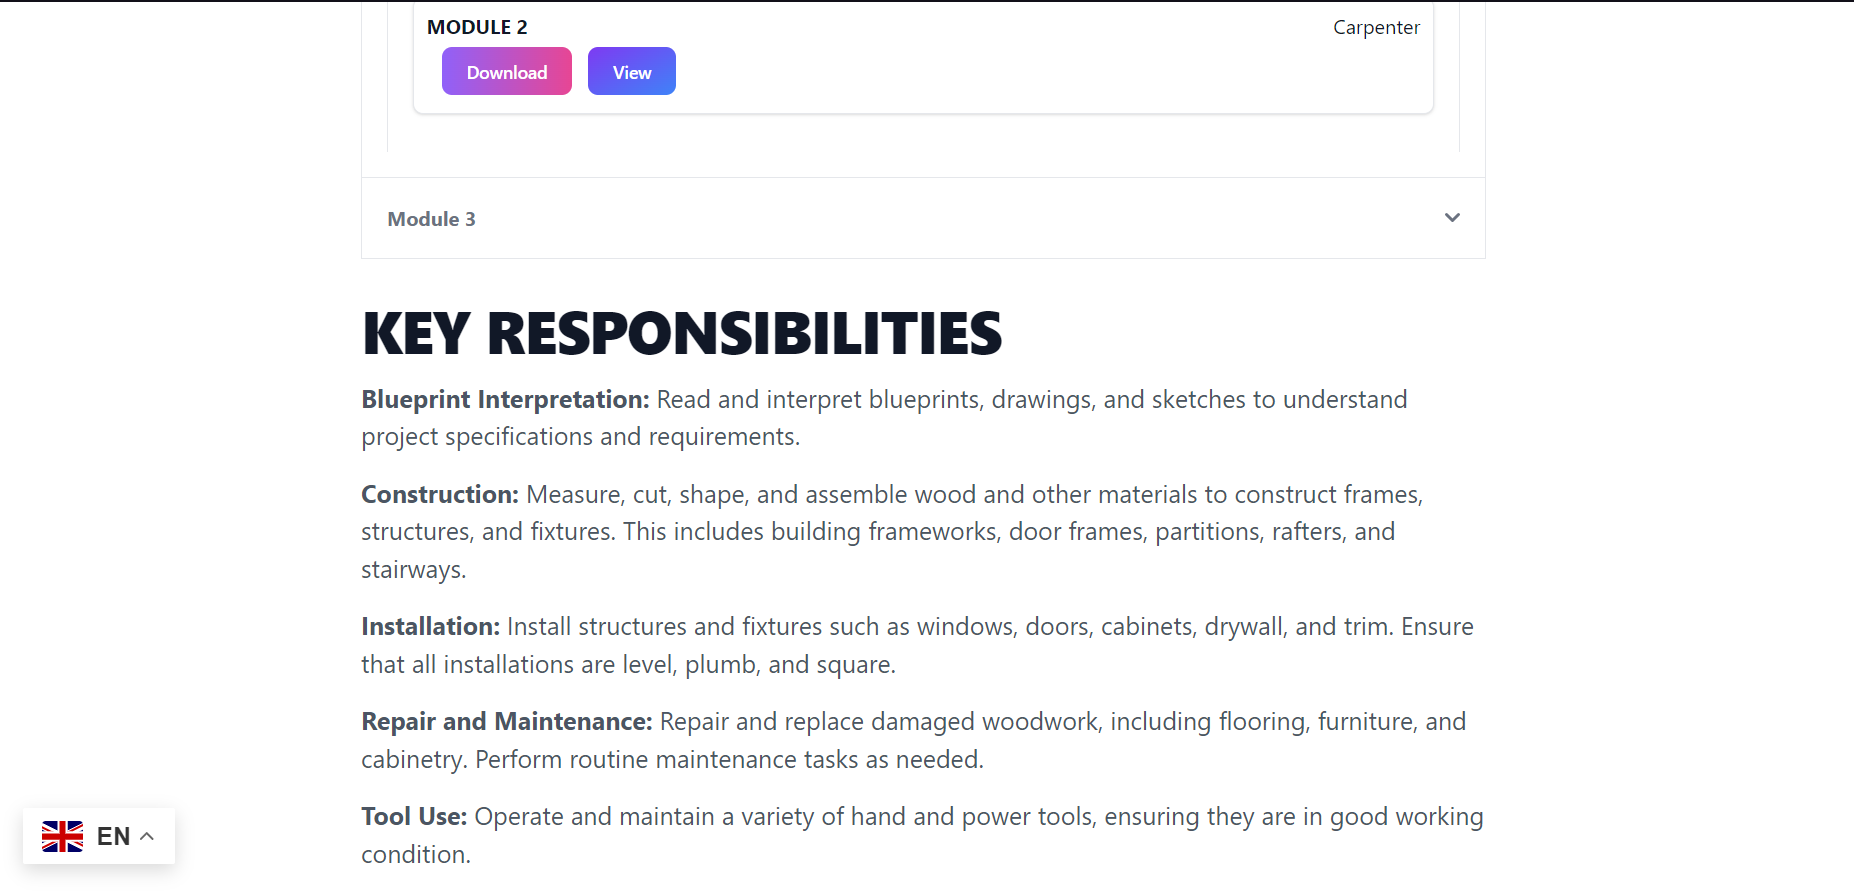 MODULE 2 Carpenter
Download View
Module 3
KEY RESPONSIBILITIES
Blueprint Interpretation: Read and interpret blueprints, drawings, and sketches to understand
project specifications and requirements.
Construction: Measure, cut, shape, and assemble wood and other materials to construct frames,
structures, and fixtures. This includes building frameworks, door frames, partitions, rafters, and
stairways.
Installation: Install structures and fixtures such as windows, doors, cabinets, drywall, and trim. Ensure
that all installations are level, plumb, and square.
Repair and Maintenance: Repair and replace damaged woodwork, including flooring, furniture, and
cabinetry. Perform routine maintenance tasks as needed.
Tool Use: Operate and maintain a variety of hand and power tools, ensuring they are in good working
condition.
EN